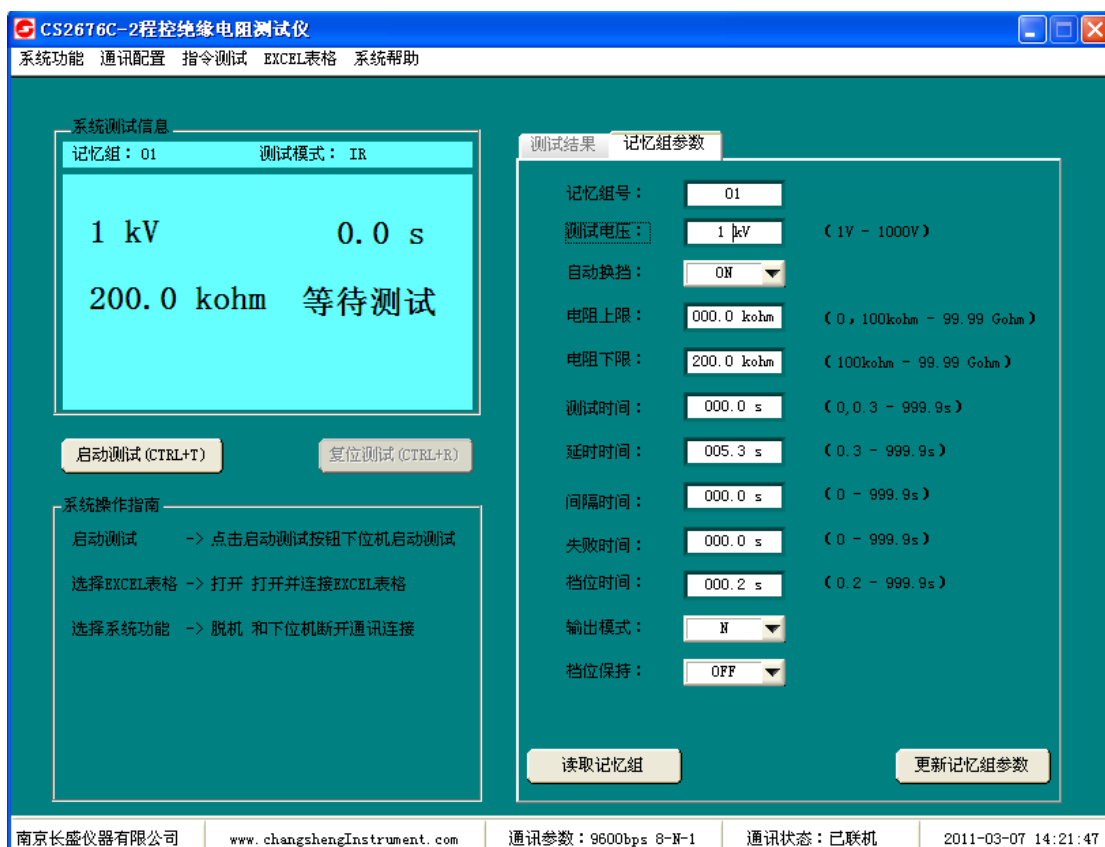 CS2676C-2程控绝缘电阻测试仪
系统功能 通讯配置 指令测试 EXCEL表格 系统帮助
系统测试信息
记忆组：01 测试模式： IR
1 kV 0.0 s
200.0 kohm 等待测试
启动测试(CTRL+T) 复位测试(CTRL+R)
系统操作指南
启动测试 -> 点击启动测试按钮下位机启动测试
选择EXCEL表格 -> 打开 打开并连接EXCEL表格
选择系统功能 -> 脱机 和下位机断开通讯连接
测试结果 记忆组参数
记忆组号： 01
测试电压： 1 kV (1V - 1000V)
自动换挡： ON
电阻上限： 000.0 kohm (0，100kohm - 99.99 Gohm)
电阻下限： 200.0 kohm (100kohm - 99.99 Gohm)
测试时间： 000.0 s (0,0.3 - 999.9s)
延时时间： 005.3 s (0.3 - 999.9s)
间隔时间： 000.0 s (0 - 999.9s)
失败时间： 000.0 s (0 - 999.9s)
档位时间： 000.2 s (0.2 - 999.9s)
输出模式： N
档位保持： OFF
读取记忆组 更新记忆组参数
南京长盛仪器有限公司 www.changshengInstrument.com 通讯参数：9600bps 8-N-1 通讯状态：已联机 2011-03-07 14:21:47